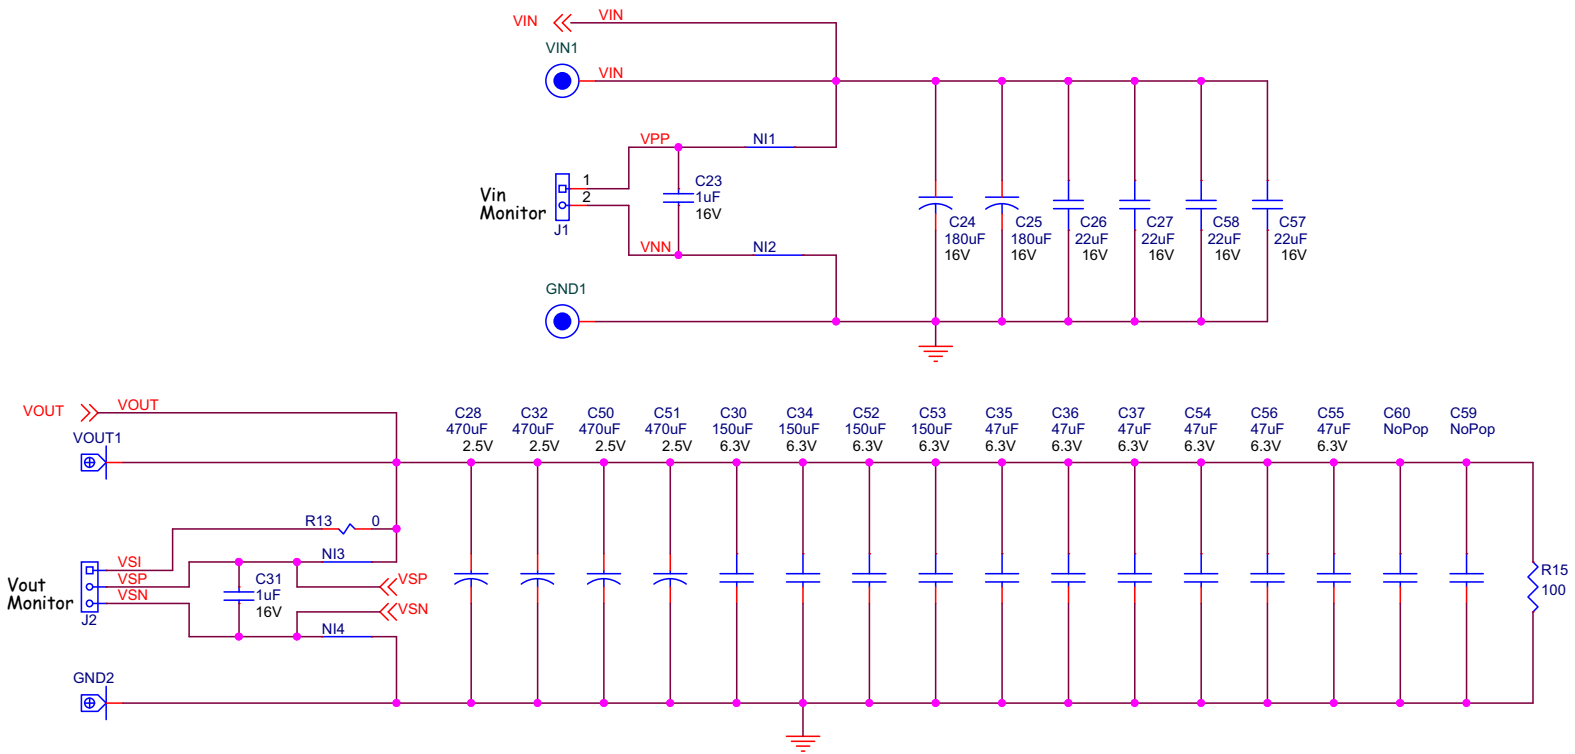 VIN VIN
VIN1
VIN
VPP NI1
1
2
Vin
Monitor
J1
C23
1uF
16V
VNN NI2
GND1
C24 C25 C26 C27 C58 C57
180uF 180uF 22uF 22uF 22uF 22uF
16V 16V 16V 16V 16V 16V
VOUT VOUT
VOUT1
C28 C32 C50 C51 C30 C34 C52 C53 C35 C36 C37 C54 C56 C55 C60 C59
470uF 470uF 470uF 470uF 150uF 150uF 150uF 150uF 47uF 47uF 47uF 47uF 47uF 47uF NoPop NoPop
2.5V 2.5V 2.5V 2.5V 6.3V 6.3V 6.3V 6.3V 6.3V 6.3V 6.3V 6.3V 6.3V 6.3V
R13 0
NI3
VSI
VSP
VSN
Vout
Monitor
J2
C31
1uF
16V
VSP
VSN
NI4
R15
100
GND2